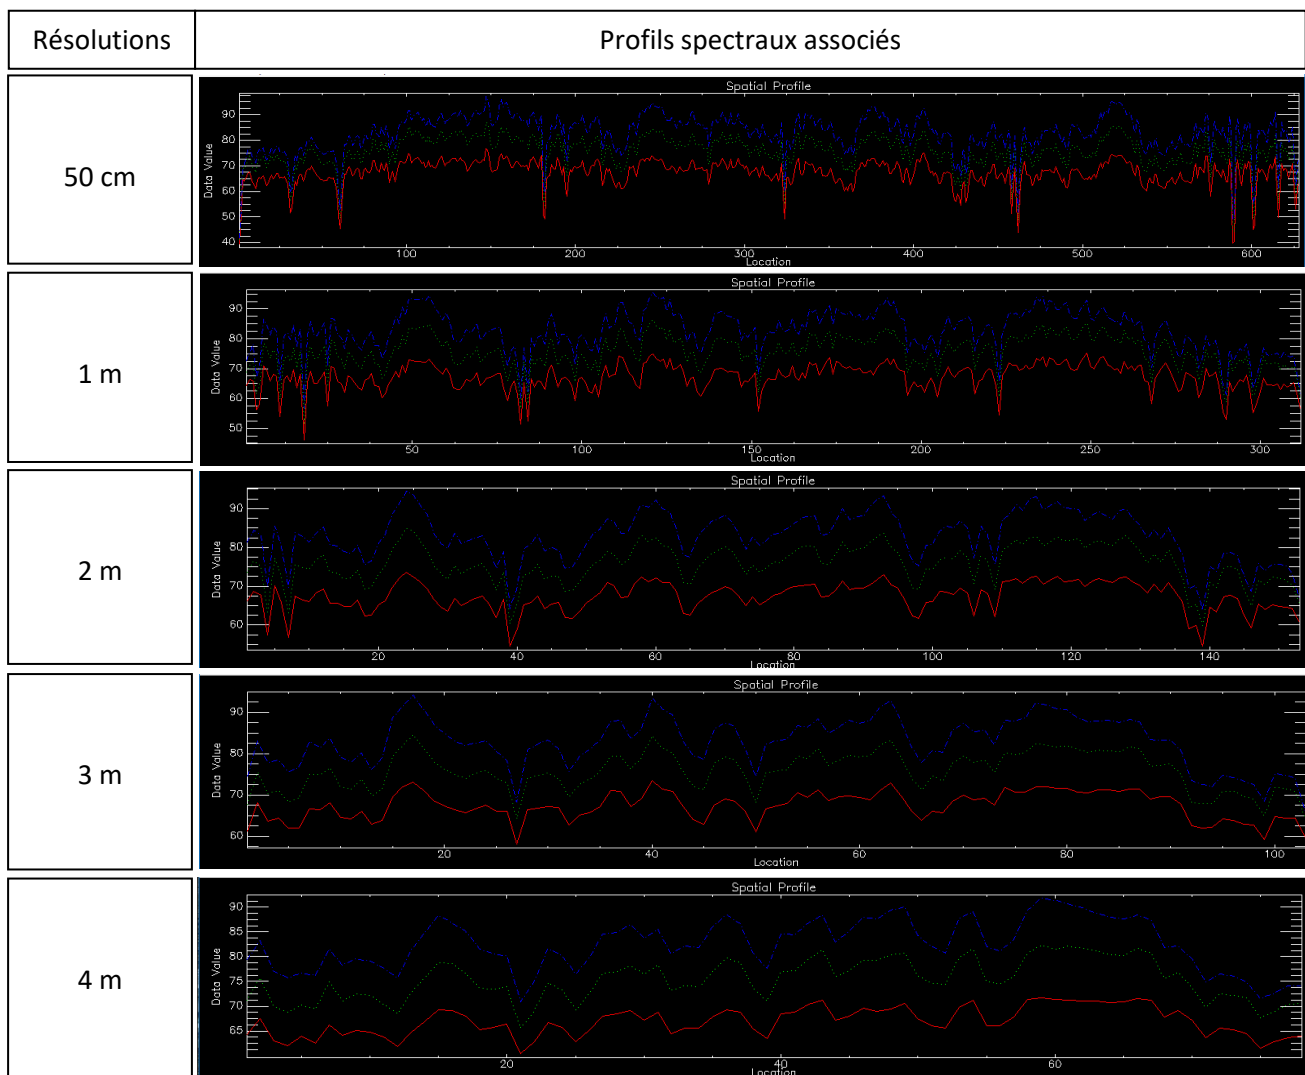 Résolutions
Profils spectraux associés
50 cm
Spatial Profile
Data Value
90
80
70
60
50
40
100
200
300
400
500
600
Location
1 m
Spatial Profile
Data Value
90
80
70
60
50
50
100
150
200
250
300
Location
2 m
Spatial Profile
Data Value
90
80
70
60
20
40
60
80
100
120
140
Location
3 m
Spatial Profile
Data Value
90
80
70
60
20
40
60
80
100
Location
4 m
Spatial Profile
Data Value
90
85
80
75
70
65
20
40
60
Location